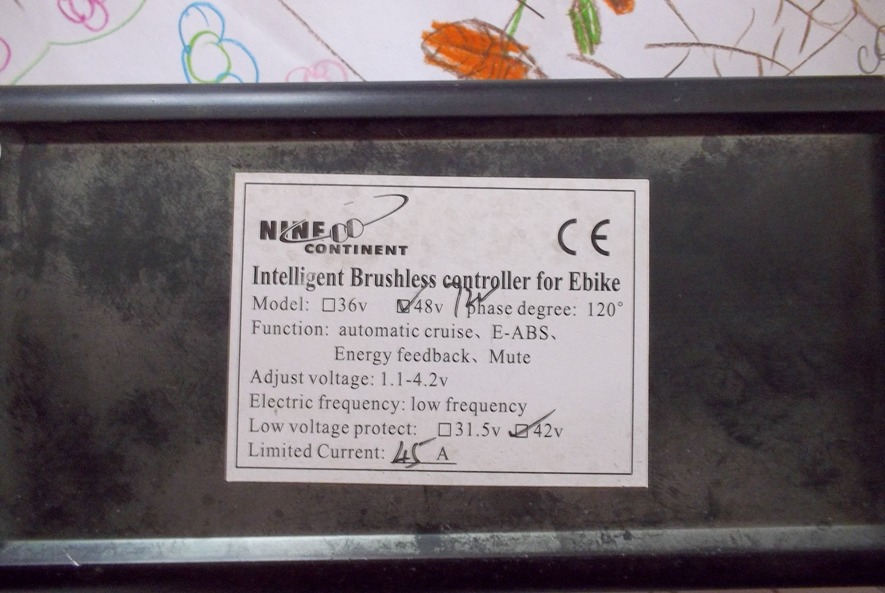 NINE
CONTINENT
CE
Intelligent Brushless controller for Ebike
Model: □36v ☑48v /72v phase degree: 120°
Function: automatic cruise、E-ABS、
Energy feedback、Mute
Adjust voltage: 1.1-4.2v
Electric frequency: low frequency
Low voltage protect: □31.5v ☑42v
Limited Current: 45 A